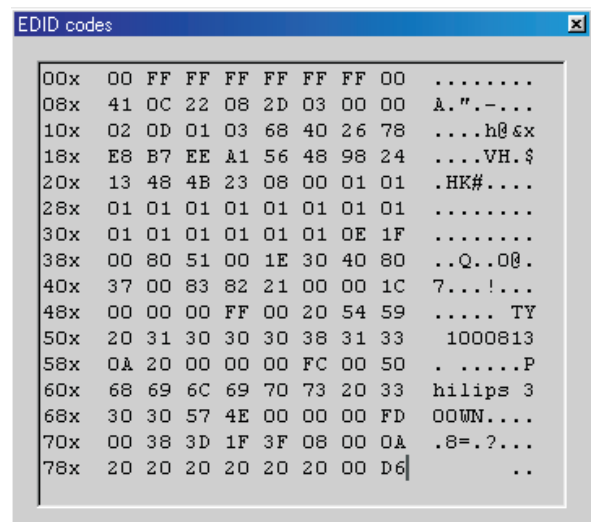 EDID codes
00x 00 FF FF FF FF FF FF 00 ........
08x 41 0C 22 08 2D 03 00 00 A.".-...
10x 02 0D 01 03 68 40 26 78 ....h@&x
18x E8 B7 EE A1 56 48 98 24 ....VH.$
20x 13 48 4B 23 08 00 01 01 .HK#....
28x 01 01 01 01 01 01 01 01 ........
30x 01 01 01 01 01 01 0E 1F ........
38x 00 80 51 00 1E 30 40 80 ..Q..0@.
40x 37 00 83 82 21 00 00 1C 7...!...
48x 00 00 00 FF 00 20 54 59 ..... TY
50x 20 31 30 30 30 38 31 33 1000813
58x 0A 20 00 00 00 FC 00 50 . .....P
60x 68 69 6C 69 70 73 20 33 hilips 3
68x 30 30 57 4E 00 00 00 FD 00WN....
70x 00 38 3D 1F 3F 08 00 0A .8=.?...
78x 20 20 20 20 20 20 00 D6 ..